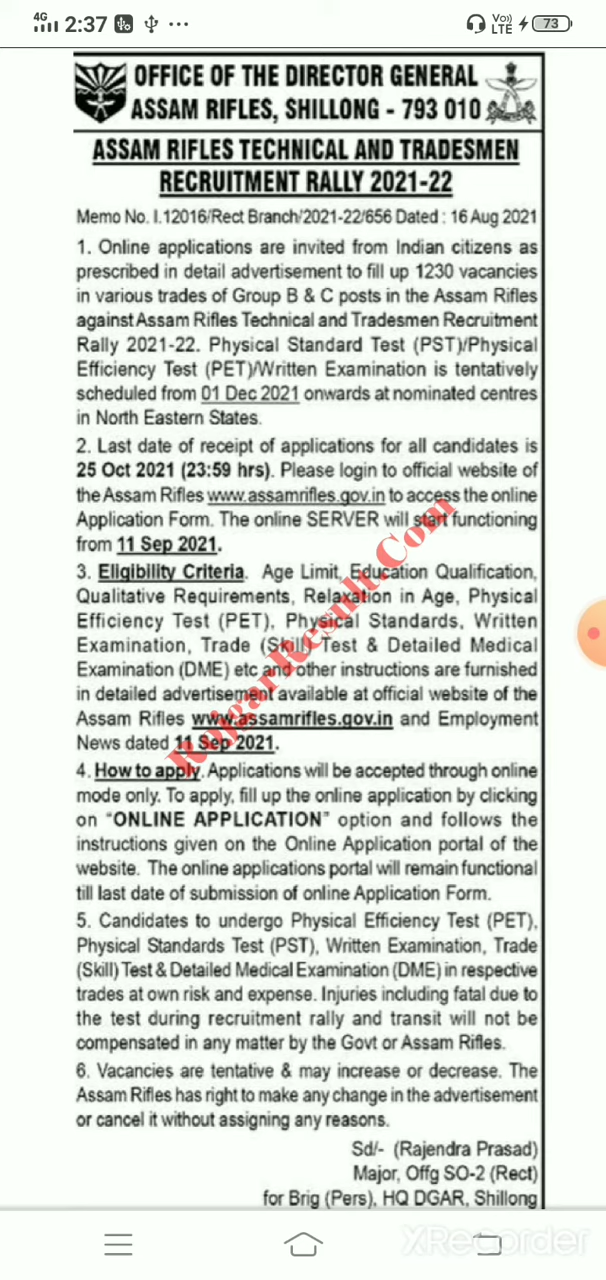 4G 2:37 ··· Vo)) LTE 73
OFFICE OF THE DIRECTOR GENERAL
ASSAM RIFLES, SHILLONG - 793 010
ASSAM RIFLES TECHNICAL AND TRADESMEN
RECRUITMENT RALLY 2021-22
Memo No. I.12016/Rect Branch/2021-22/656 Dated : 16 Aug 2021
1. Online applications are invited from Indian citizens as
prescribed in detail advertisement to fill up 1230 vacancies
in various trades of Group B & C posts in the Assam Rifles
against Assam Rifles Technical and Tradesmen Recruitment
Rally 2021-22. Physical Standard Test (PST)/Physical
Efficiency Test (PET)/Written Examination is tentatively
scheduled from 01 Dec 2021 onwards at nominated centres
in North Eastern States.
2. Last date of receipt of applications for all candidates is
25 Oct 2021 (23:59 hrs). Please login to official website of
the Assam Rifles www.assamrifles.gov.in to access the online
Application Form. The online SERVER will start functioning
from 11 Sep 2021.
3. Eligibility Criteria. Age Limit, Education Qualification,
Qualitative Requirements, Relaxation in Age, Physical
Efficiency Test (PET), Physical Standards, Written
Examination, Trade (Skill) Test & Detailed Medical
Examination (DME) etc and other instructions are furnished
in detailed advertisement available at official website of the
Assam Rifles www.assamrifles.gov.in and Employment
News dated 11 Sep 2021.
4. How to apply. Applications will be accepted through online
mode only. To apply, fill up the online application by clicking
on "ONLINE APPLICATION" option and follows the
instructions given on the Online Application portal of the
website. The online applications portal will remain functional
till last date of submission of online Application Form.
5. Candidates to undergo Physical Efficiency Test (PET),
Physical Standards Test (PST), Written Examination, Trade
(Skill) Test & Detailed Medical Examination (DME) in respective
trades at own risk and expense. Injuries including fatal due to
the test during recruitment rally and transit will not be
compensated in any matter by the Govt or Assam Rifles.
6. Vacancies are tentative & may increase or decrease. The
Assam Rifles has right to make any change in the advertisement
or cancel it without assigning any reasons.
Sd/- (Rajendra Prasad)
Major, Offg SO-2 (Rect)
for Brig (Pers), HQ DGAR, Shillong
RojgarResult.Com
XRecorder